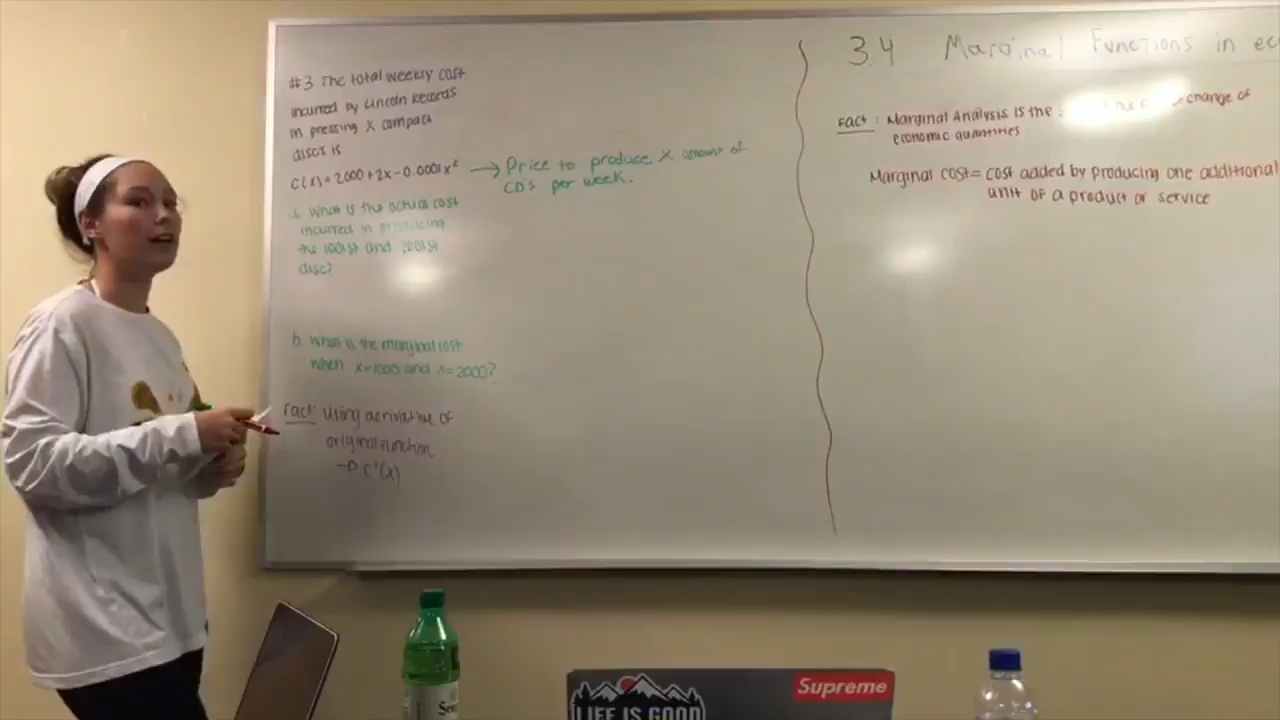 #3 The total weekly cost
incurred by Lincoln Records
in pressing x compact
discs is
C(x) = 2000 + 2x - 0.0001x²
→ Price to produce x amount of
CD's per week.
a. What is the actual cost
incurred in producing
the 1001st and 2001st
disc?
b. What is the marginal cost
when x=1000 and x=2000?
Fact: Using derivative of
original function
→ C'(x)
3.4 Marginal Functions in
Fact: Marginal Analysis is the change of
economic quantities
Marginal cost = cost added by producing one additional
unit of a product or service
LIFE IS GOOD
Supreme